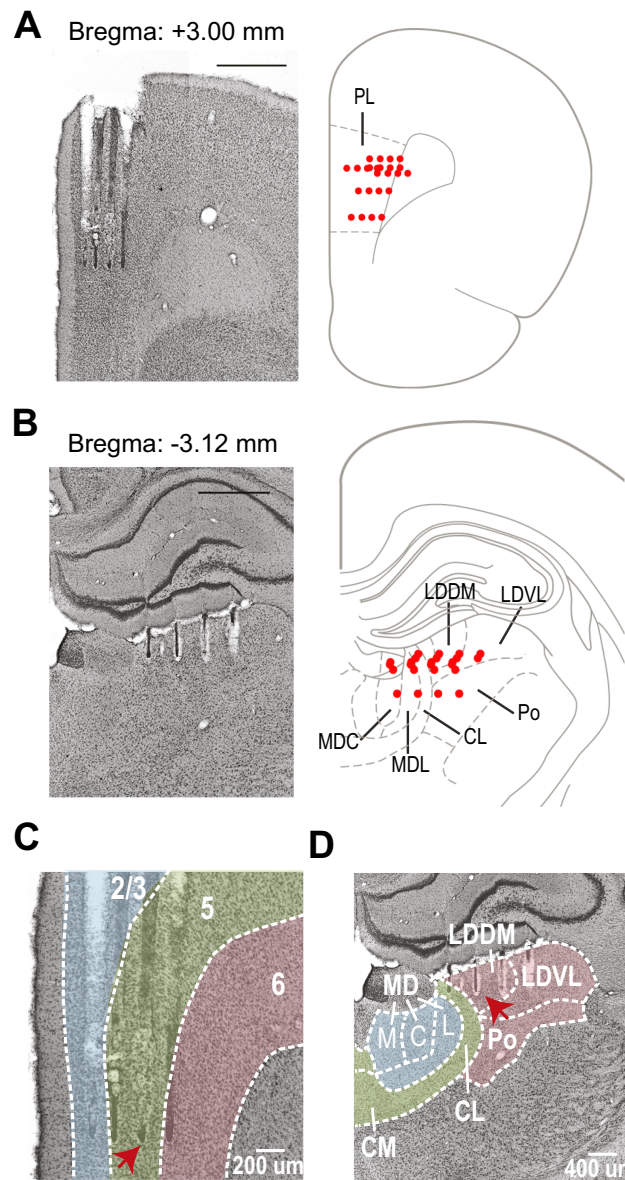 A
Bregma: +3.00 mm
PL
B
Bregma: -3.12 mm
LDDM
LDVL
Po
CL
MDC
MDL
C
2/3
5
6
200 um
D
LDDM
LDVL
MD
M
C
L
Po
CL
CM
400 um